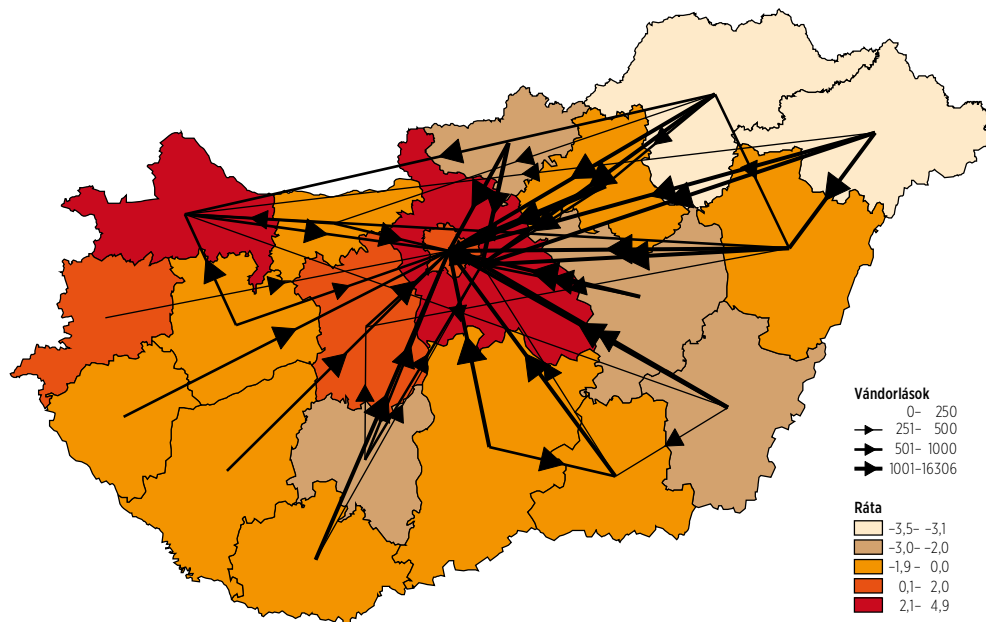 Vándorlások
0– 250
251– 500
501– 1000
1001–16306
Ráta
–3,5– –3,1
–3,0– –2,0
–1,9 – 0,0
0,1– 2,0
2,1– 4,9